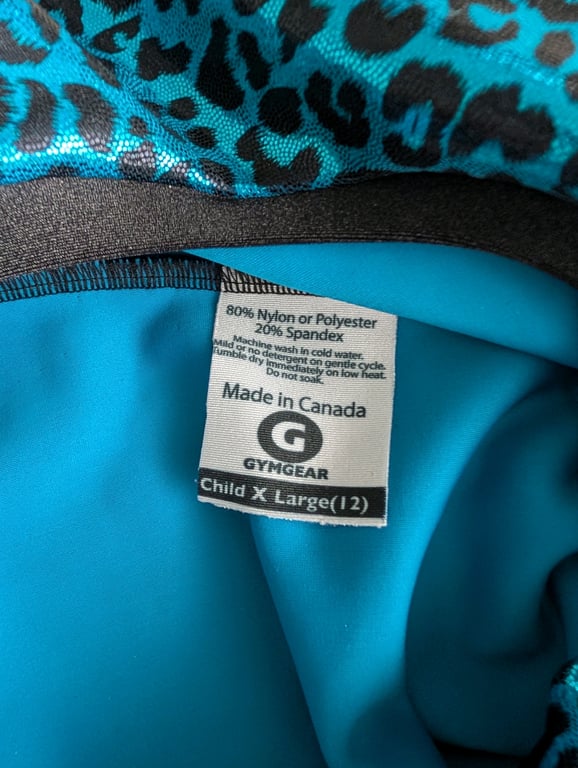 80% Nylon or Polyester
20% Spandex
Machine wash in cold water.
Mild or no detergent on gentle cycle.
Tumble dry immediately on low heat.
Do not soak.
Made in Canada
G
GYMGEAR
Child X Large(12)